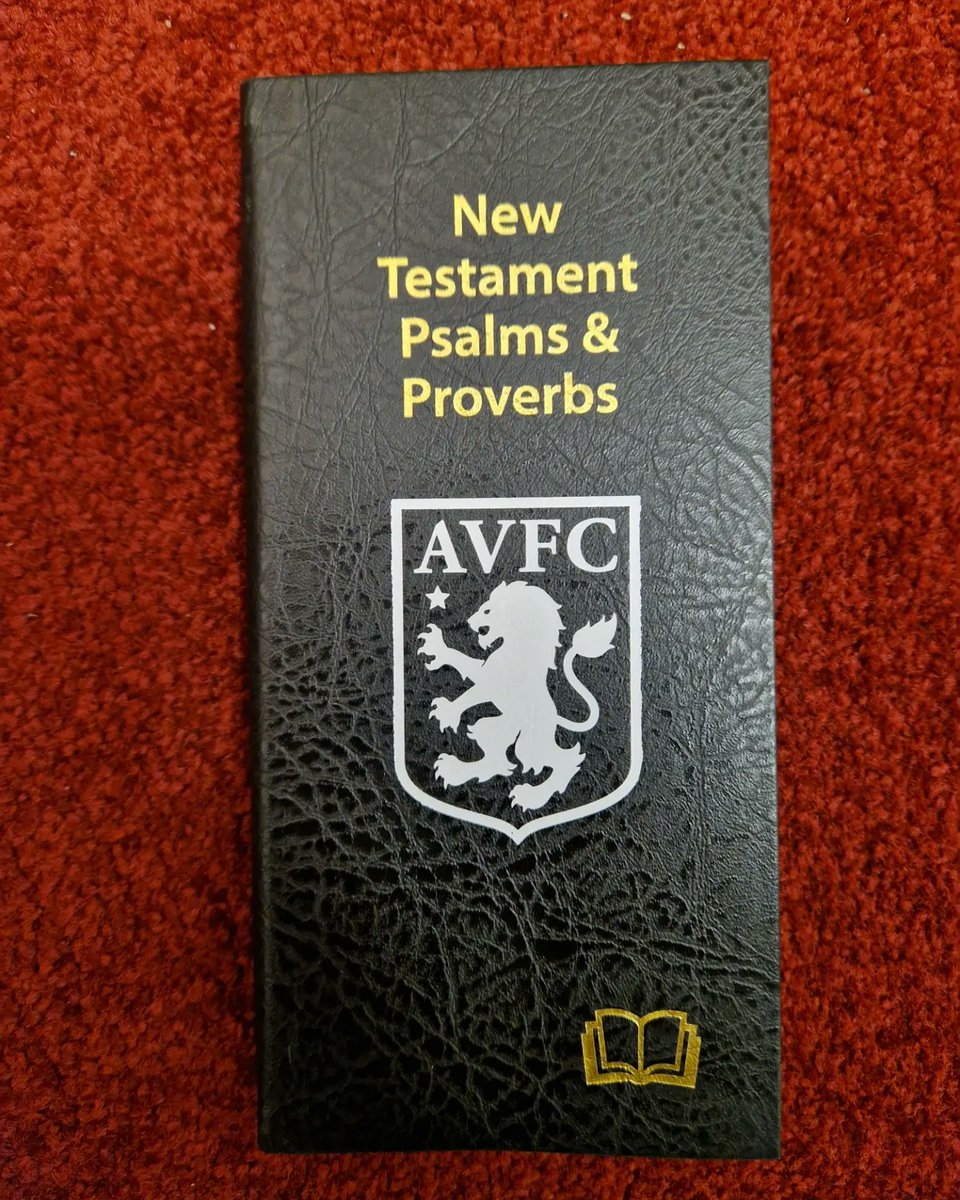 New
Testament
Psalms &
Proverbs
AVFC